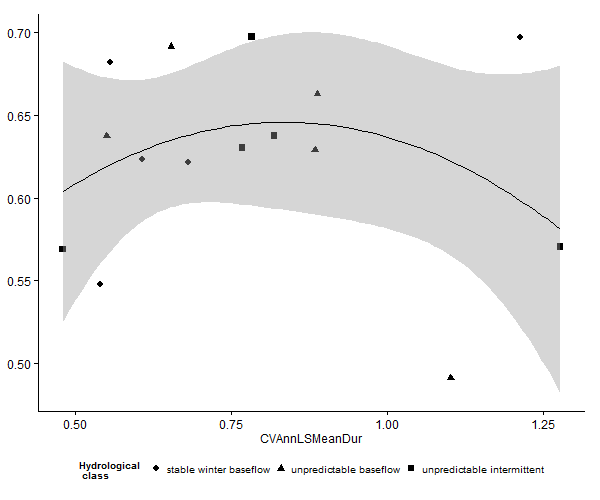 0.70
0.65
0.60
0.55
0.50
0.50 0.75 1.00 1.25
CVAnnLSMeanDur
Hydrological
class
stable winter baseflow unpredictable baseflow unpredictable intermittent